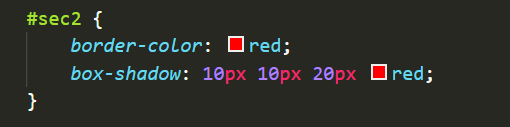 #sec2 {
border-color: red;
box-shadow: 10px 10px 20px red;
}